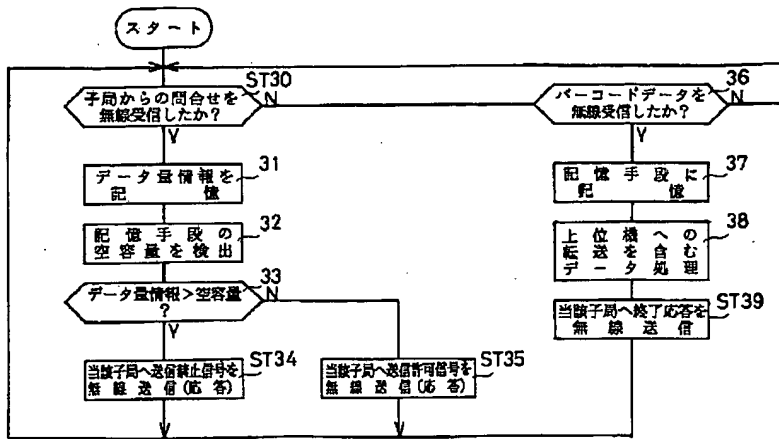 スタート
ST30
子局からの問合せを
無線受信したか?
N
Y
31
データ量情報を
記憶
32
記憶手段の
空容量を検出
33
データ量情報>空容量
?
N
Y
ST34
当該子局へ送信禁止信号を
無線送信(応答)
ST35
当該子局へ送信許可信号を
無線送信(応答)
36
バーコードデータを
無線受信したか?
N
Y
37
記憶手段に
記憶
38
上位機への
転送を含む
データ処理
ST39
当該子局へ終了応答を
無線送信